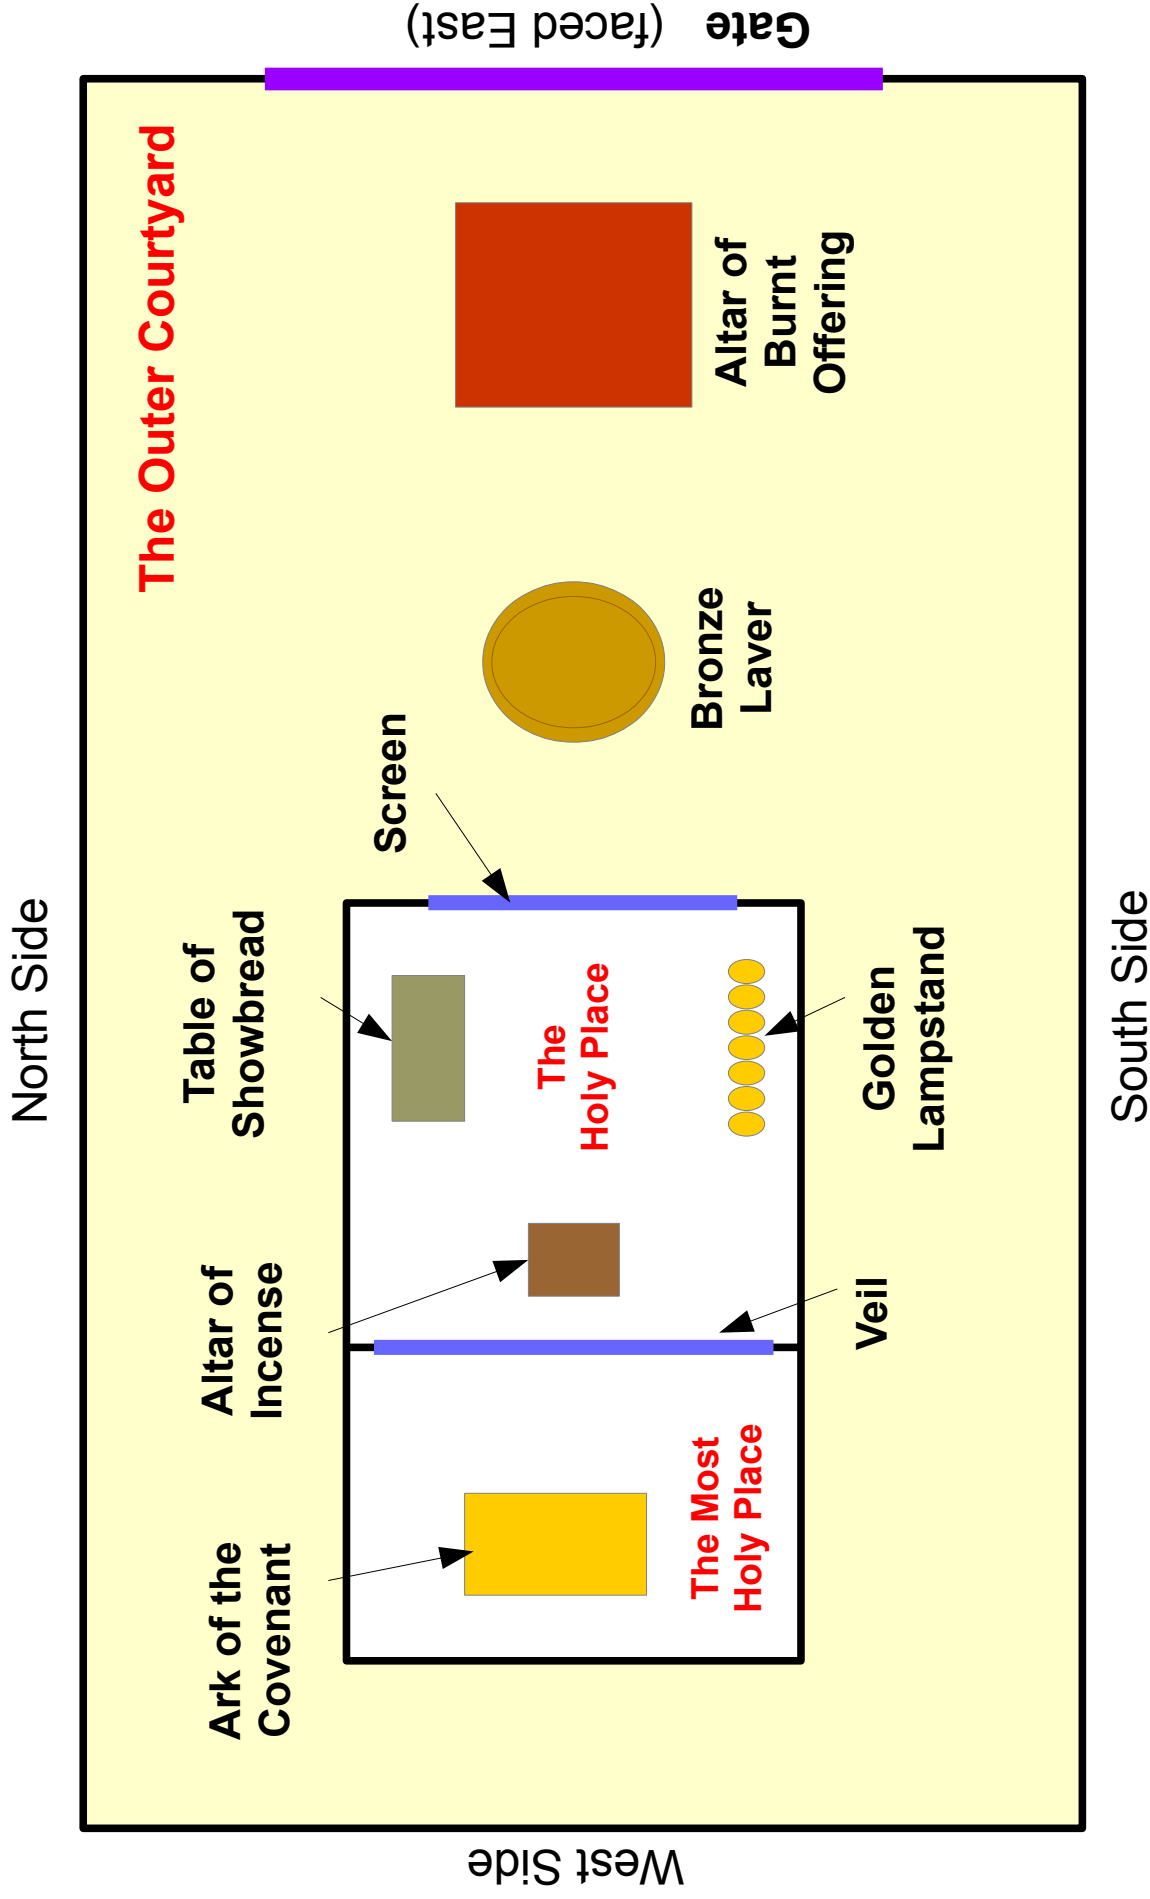 North Side
The Outer Courtyard
Ark of the
Covenant
Altar of
Incense
Table of
Showbread
Screen
West Side
The Most
Holy Place
The
Holy Place
Bronze
Laver
Altar of
Burnt
Offering
Gate (faced East)
Veil
Golden
Lampstand
South Side